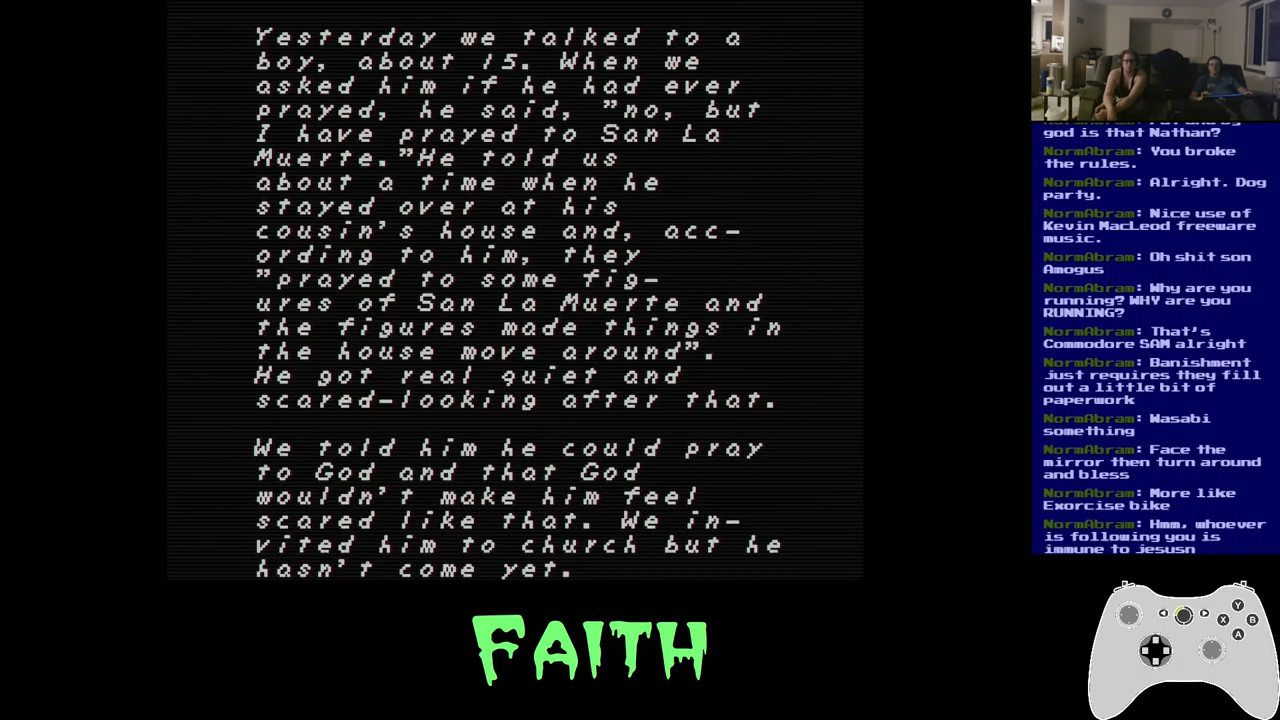 Yesterday we talked to a
boy, about 15. When we
asked him if he had ever
prayed, he said, "no, but
I have prayed to San La
Muerte."He told us
about a time when he
stayed over at his
cousin's house and, acc-
ording to him, they
"prayed to some fig-
ures of San La Muerte and
the figures made things in
the house move around".
He got real quiet and
scared-looking after that.
We told him he could pray
to God and that God
wouldn't make him feel
scared like that. We in-
vited him to church but he
hasn't come yet.
FAITH
god is that Nathan?
NormAbram: You broke
the rules.
NormAbram: Alright. Dog
party.
NormAbram: Nice use of
Kevin MacLeod freeware
music.
NormAbram: Oh shit son
Amogus
NormAbram: Why are you
running? WHY are you
RUNNING?
NormAbram: That's
Commodore SAM alright
NormAbram: Banishment
just requires they fill
out a little bit of
paperwork
NormAbram: Wasabi
something
NormAbram: Face the
mirror then turn around
and bless
NormAbram: More like
Exorcise bike
NormAbram: Hmm, whoever
is following you is
immune to jesusn
Y
X
B
A